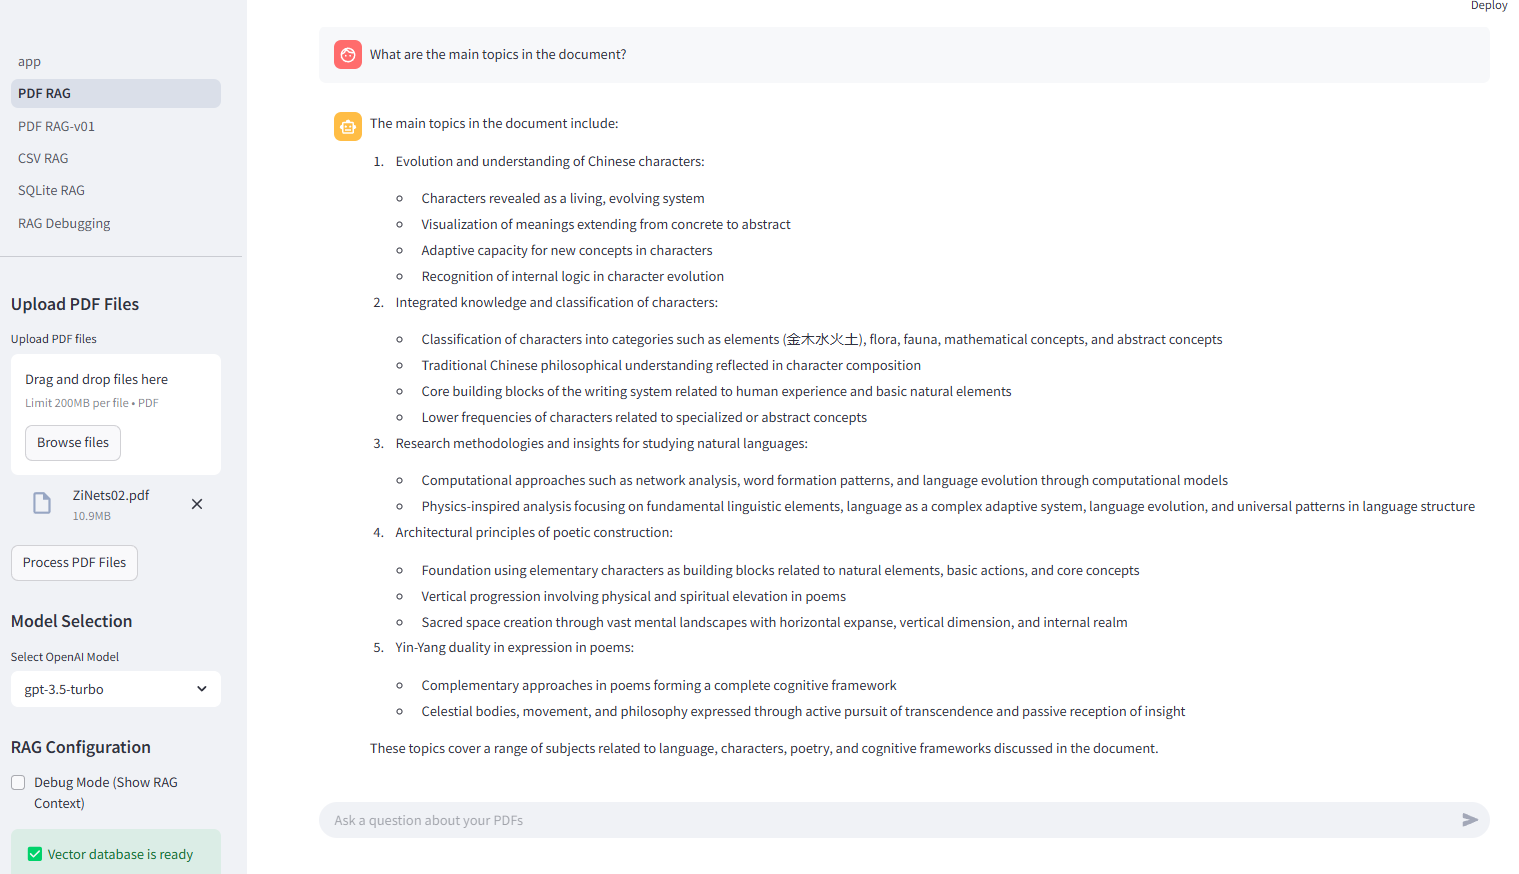 Deploy
app
PDF RAG
PDF RAG-v01
CSV RAG
SQLite RAG
RAG Debugging
Upload PDF Files
Upload PDF files
Drag and drop files here
Limit 200MB per file • PDF
Browse files
ZiNets02.pdf
10.9MB
Process PDF Files
Model Selection
Select OpenAI Model
gpt-3.5-turbo
RAG Configuration
Debug Mode (Show RAG
Context)
Vector database is ready
What are the main topics in the document?
The main topics in the document include:
1. Evolution and understanding of Chinese characters:
Characters revealed as a living, evolving system
Visualization of meanings extending from concrete to abstract
Adaptive capacity for new concepts in characters
Recognition of internal logic in character evolution
2. Integrated knowledge and classification of characters:
Classification of characters into categories such as elements (金木水火土), flora, fauna, mathematical concepts, and abstract concepts
Traditional Chinese philosophical understanding reflected in character composition
Core building blocks of the writing system related to human experience and basic natural elements
Lower frequencies of characters related to specialized or abstract concepts
3. Research methodologies and insights for studying natural languages:
Computational approaches such as network analysis, word formation patterns, and language evolution through computational models
Physics-inspired analysis focusing on fundamental linguistic elements, language as a complex adaptive system, language evolution, and universal patterns in language structure
4. Architectural principles of poetic construction:
Foundation using elementary characters as building blocks related to natural elements, basic actions, and core concepts
Vertical progression involving physical and spiritual elevation in poems
Sacred space creation through vast mental landscapes with horizontal expanse, vertical dimension, and internal realm
5. Yin-Yang duality in expression in poems:
Complementary approaches in poems forming a complete cognitive framework
Celestial bodies, movement, and philosophy expressed through active pursuit of transcendence and passive reception of insight
These topics cover a range of subjects related to language, characters, poetry, and cognitive frameworks discussed in the document.
Ask a question about your PDFs